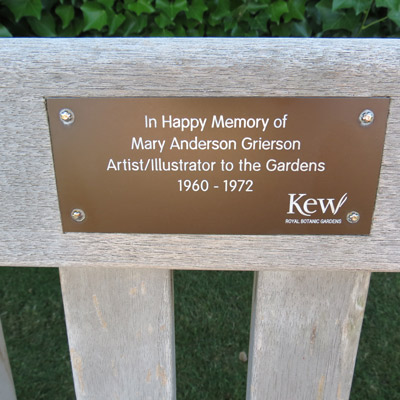 In Happy Memory of
Mary Anderson Grierson
Artist/Illustrator to the Gardens
1960 - 1972
Kew
ROYAL BOTANIC GARDENS